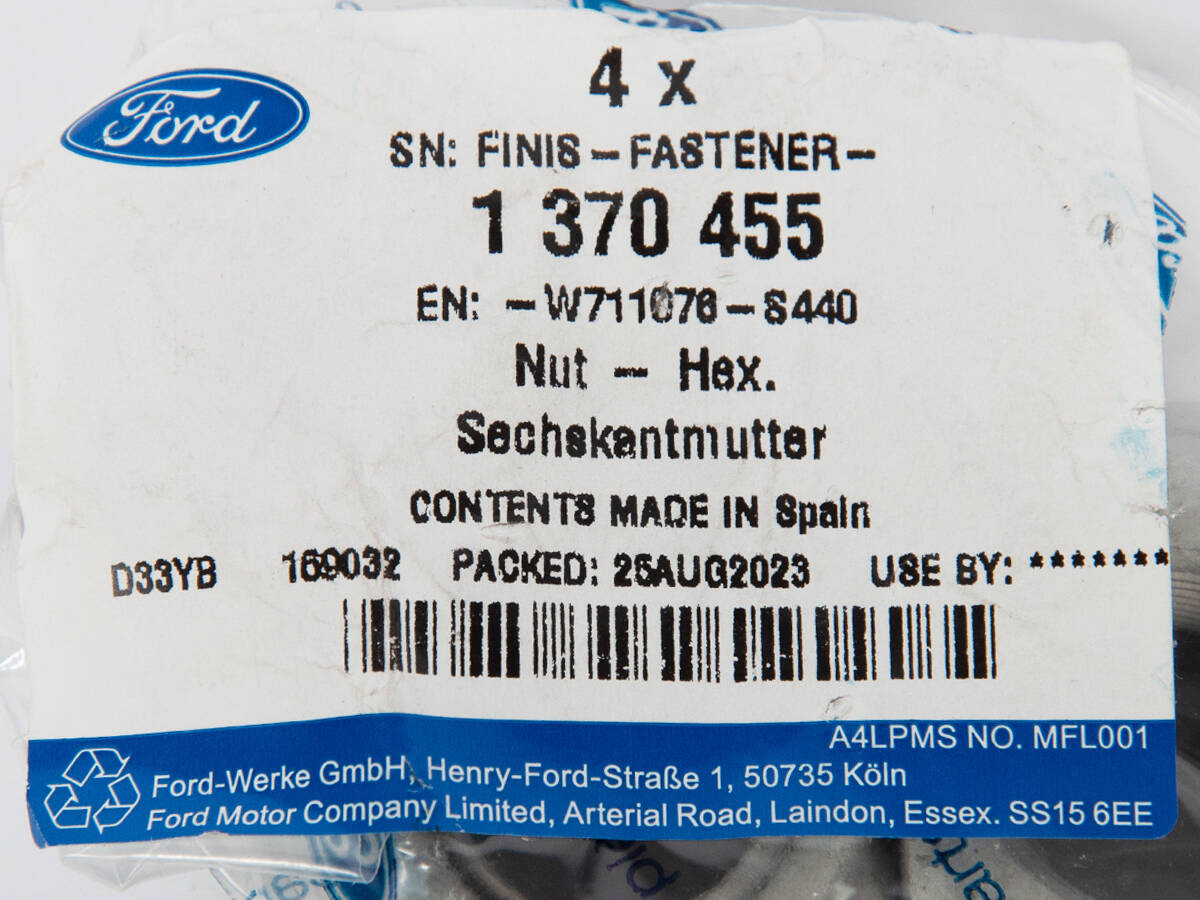 Ford
4 x
SN: FINIS - FASTENER -
1 370 455
EN: - W711076 - S440
Nut - Hex.
Sechskantmutter
CONTENTS MADE IN Spain
D33YB 169032 PACKED: 25AUG2023 USE BY: *******
A4LPMS NO. MFL001
Ford-Werke GmbH, Henry-Ford-Straße 1, 50735 Köln
Ford Motor Company Limited, Arterial Road, Laindon, Essex. SS15 6EE